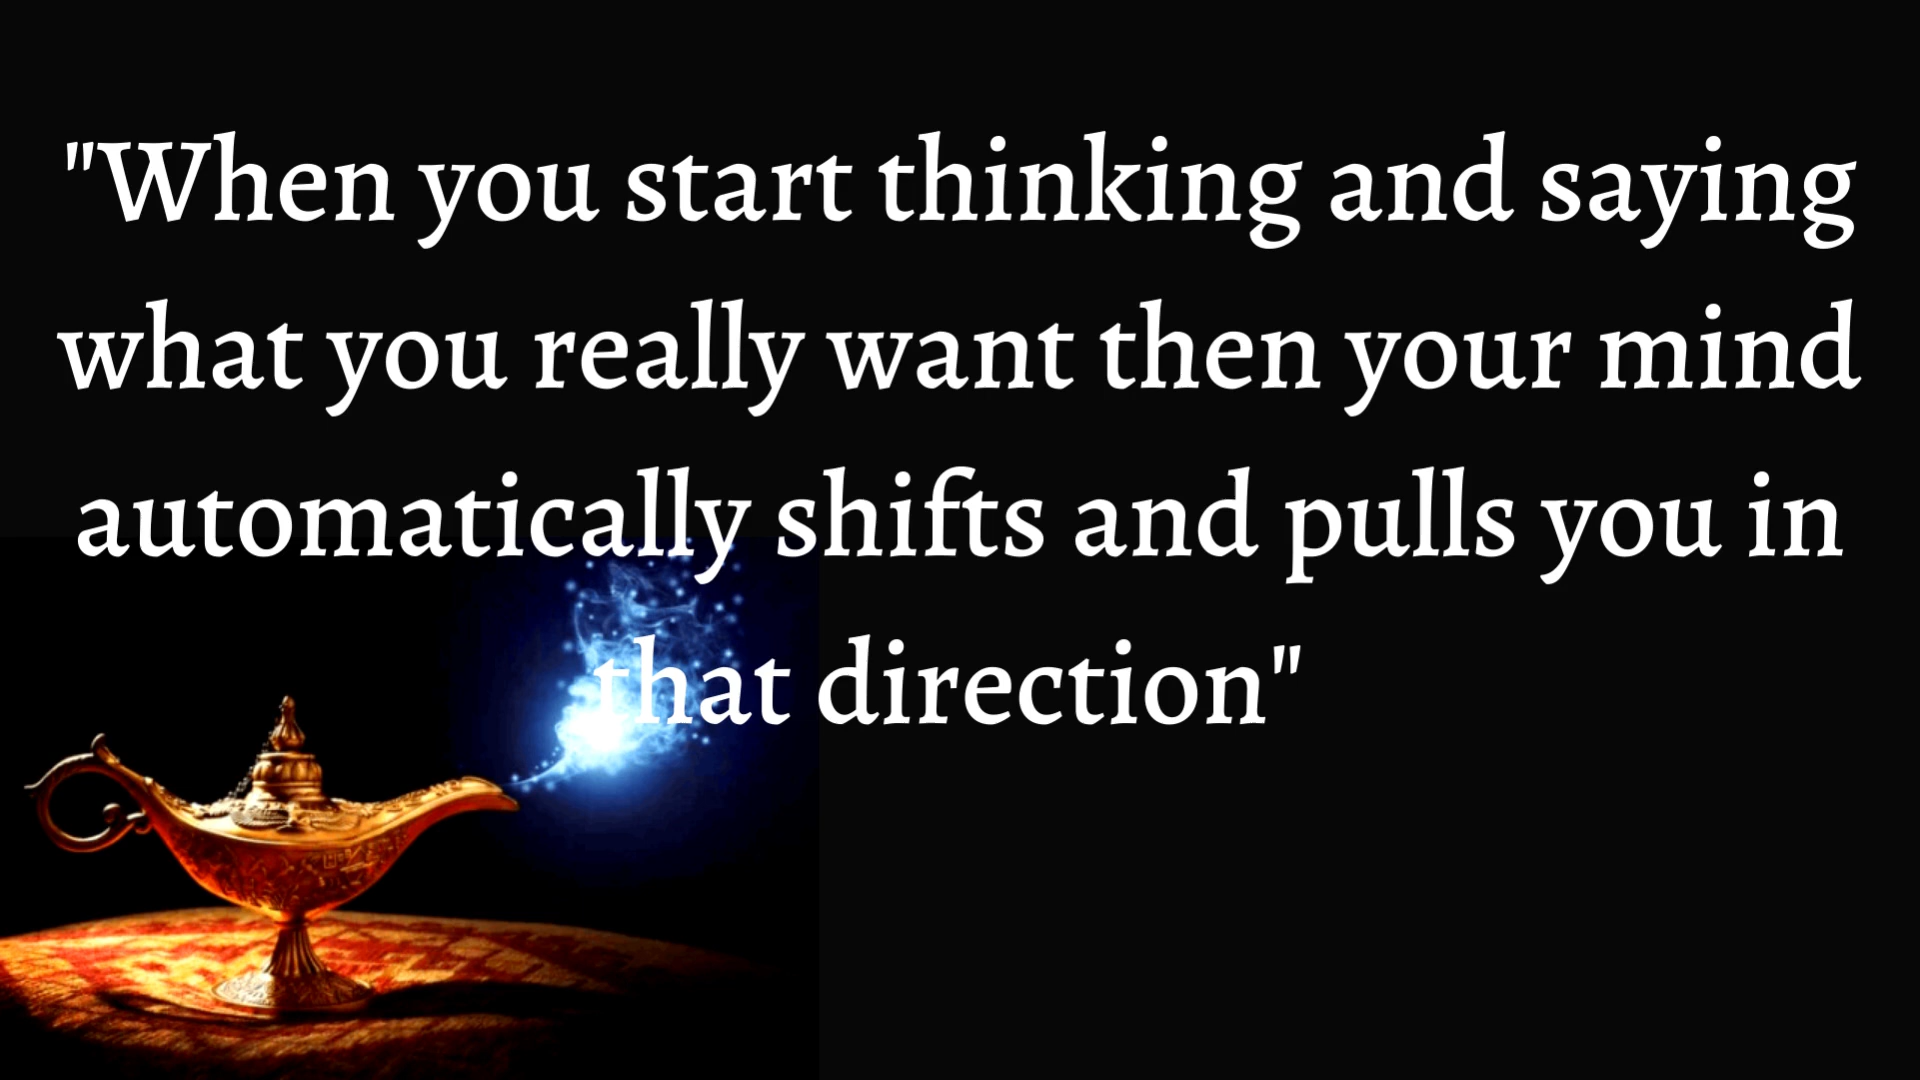 "When you start thinking and saying
what you really want then your mind
automatically shifts and pulls you in
that direction"